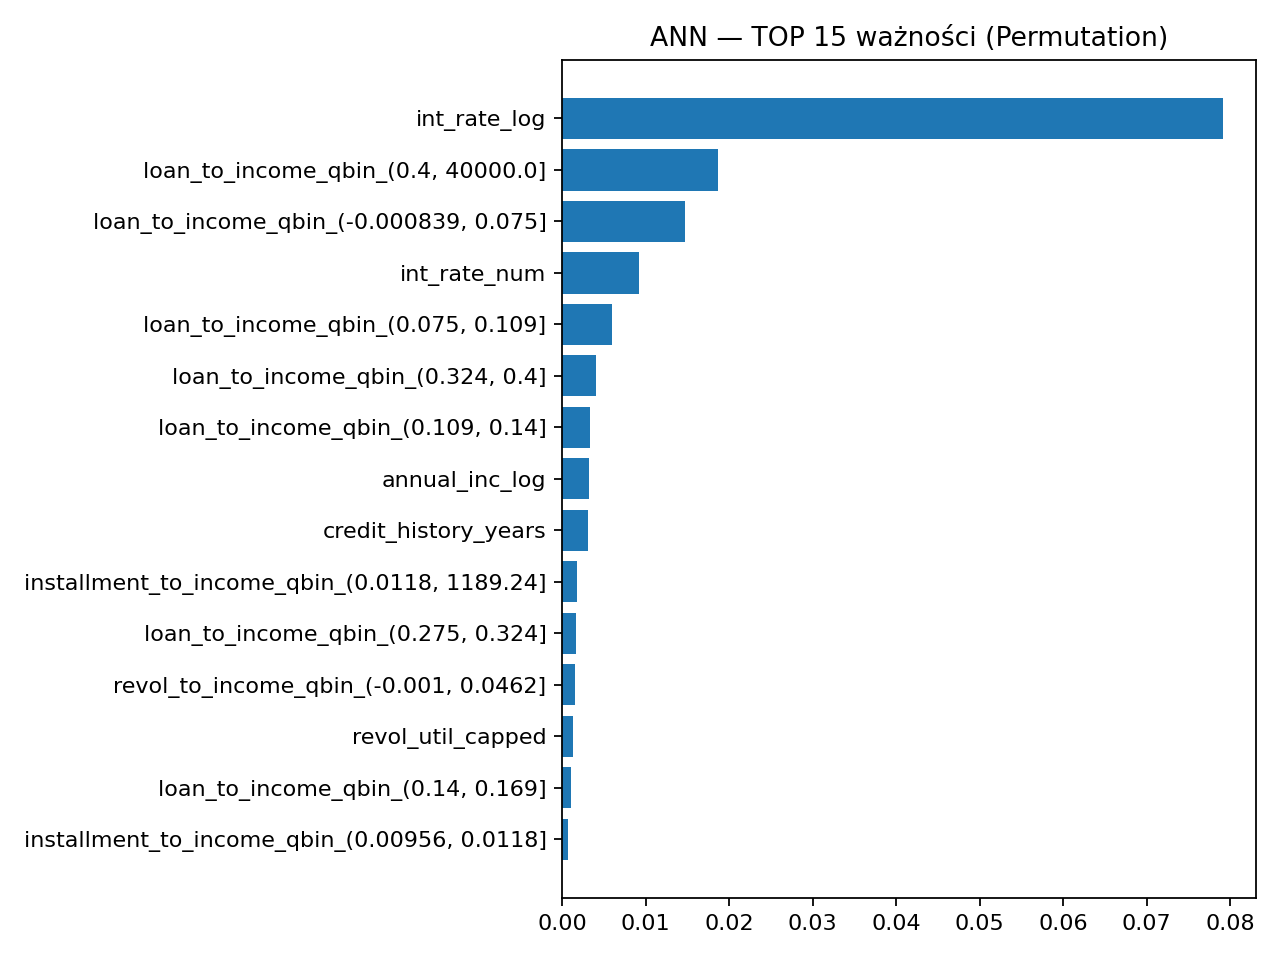 ANN — TOP 15 ważności (Permutation)
int_rate_log
loan_to_income_qbin_(0.4, 40000.0]
loan_to_income_qbin_(-0.000839, 0.075]
int_rate_num
loan_to_income_qbin_(0.075, 0.109]
loan_to_income_qbin_(0.324, 0.4]
loan_to_income_qbin_(0.109, 0.14]
annual_inc_log
credit_history_years
installment_to_income_qbin_(0.0118, 1189.24]
loan_to_income_qbin_(0.275, 0.324]
revol_to_income_qbin_(-0.001, 0.0462]
revol_util_capped
loan_to_income_qbin_(0.14, 0.169]
installment_to_income_qbin_(0.00956, 0.0118]
0.00 0.01 0.02 0.03 0.04 0.05 0.06 0.07 0.08